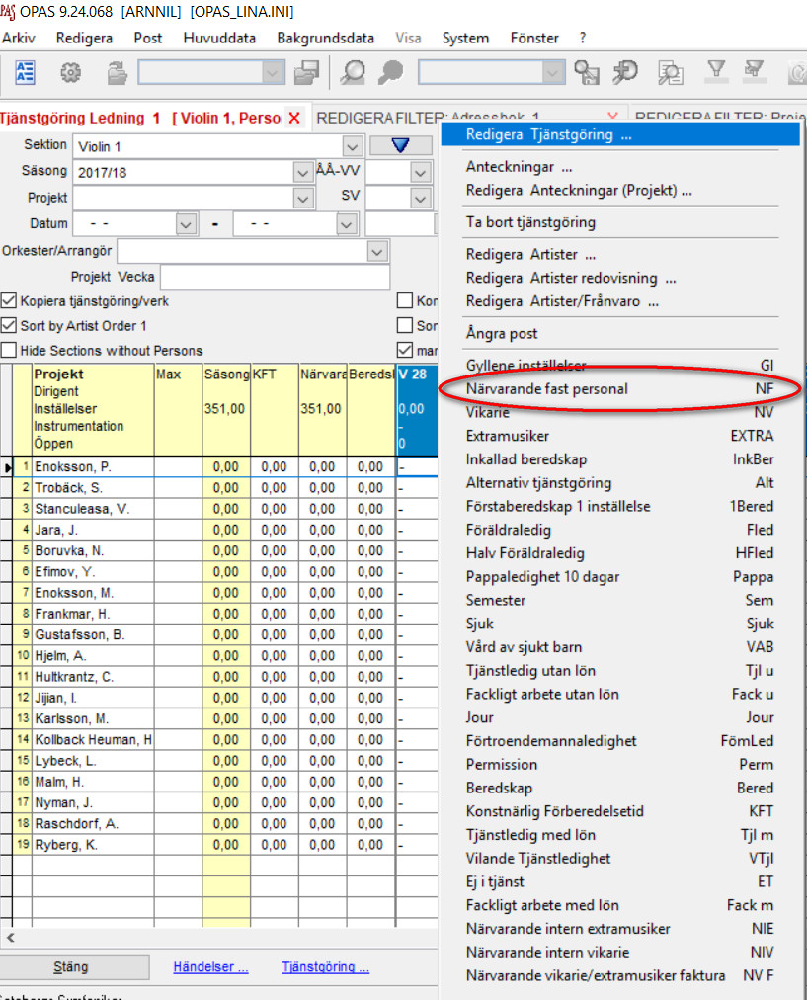 OPAS OPAS 9.24.068 [ARNNIL] [OPAS_LINA.INI]
Arkiv Redigera Post Huvuddata Bakgrundsdata Visa System Fönster ?
Tjänstgöring Ledning 1 [ Violin 1, Perso X REDIGERAFILTER: Adressbok 1 X REDIGERAFILTER: Proje
Sektion Violin 1
Säsong 2017/18 ÅÅ-VV
Projekt SV
Datum - - - - -
Orkester/Arrangör
Projekt Vecka
Kopiera tjänstgöring/verk Kor
Sort by Artist Order 1 Sor
Hide Sections without Persons mar
Projekt Max Säsong KFT Närvara Beredsl V 28
Dirigent
Inställelser 351,00 351,00 0,00
Instrumentation -
Öppen 0
1 Enoksson, P. 0,00 0,00 0,00 0,00 -
2 Trobäck, S. 0,00 0,00 0,00 0,00 -
3 Stanculeasa, V. 0,00 0,00 0,00 0,00 -
4 Jara, J. 0,00 0,00 0,00 0,00 -
5 Boruvka, N. 0,00 0,00 0,00 0,00 -
6 Efimov, Y. 0,00 0,00 0,00 0,00 -
7 Enoksson, M. 0,00 0,00 0,00 0,00 -
8 Frankmar, H. 0,00 0,00 0,00 0,00 -
9 Gustafsson, B. 0,00 0,00 0,00 0,00 -
10 Hjelm, A. 0,00 0,00 0,00 0,00 -
11 Hultkrantz, C. 0,00 0,00 0,00 0,00 -
12 Jijian, I. 0,00 0,00 0,00 0,00 -
13 Karlsson, M. 0,00 0,00 0,00 0,00 -
14 Kollback Heuman, H 0,00 0,00 0,00 0,00 -
15 Lybeck, L. 0,00 0,00 0,00 0,00 -
16 Malm, H. 0,00 0,00 0,00 0,00 -
17 Nyman, J. 0,00 0,00 0,00 0,00 -
18 Raschdorf, A. 0,00 0,00 0,00 0,00 -
19 Ryberg, K. 0,00 0,00 0,00 0,00 -
Stäng Händelser ... Tjänstgöring ...
Redigera Tjänstgöring ...
Anteckningar ...
Redigera Anteckningar (Projekt) ...
Ta bort tjänstgöring
Redigera Artister ...
Redigera Artister redovisning ...
Redigera Artister/Frånvaro ...
Ångra post
Gyllene inställelser GI
Närvarande fast personal NF
Vikarie NV
Extramusiker EXTRA
Inkallad beredskap InkBer
Alternativ tjänstgöring Alt
Förstaberedskap 1 inställelse 1Bered
Föräldraledig Fled
Halv Föräldraledig HFled
Pappaledighet 10 dagar Pappa
Semester Sem
Sjuk Sjuk
Vård av sjukt barn VAB
Tjänstledig utan lön Tjl u
Fackligt arbete utan lön Fack u
Jour Jour
Förtroendemannaledighet FömLed
Permission Perm
Beredskap Bered
Konstnärlig Förberedelsetid KFT
Tjänstledig med lön Tjl m
Vilande Tjänstledighet VTjl
Ej i tjänst ET
Fackligt arbete med lön Fack m
Närvarande intern extramusiker NIE
Närvarande intern vikarie NIV
Närvarande vikarie/extramusiker faktura NV F